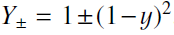 Y± = 1±(1−y)²